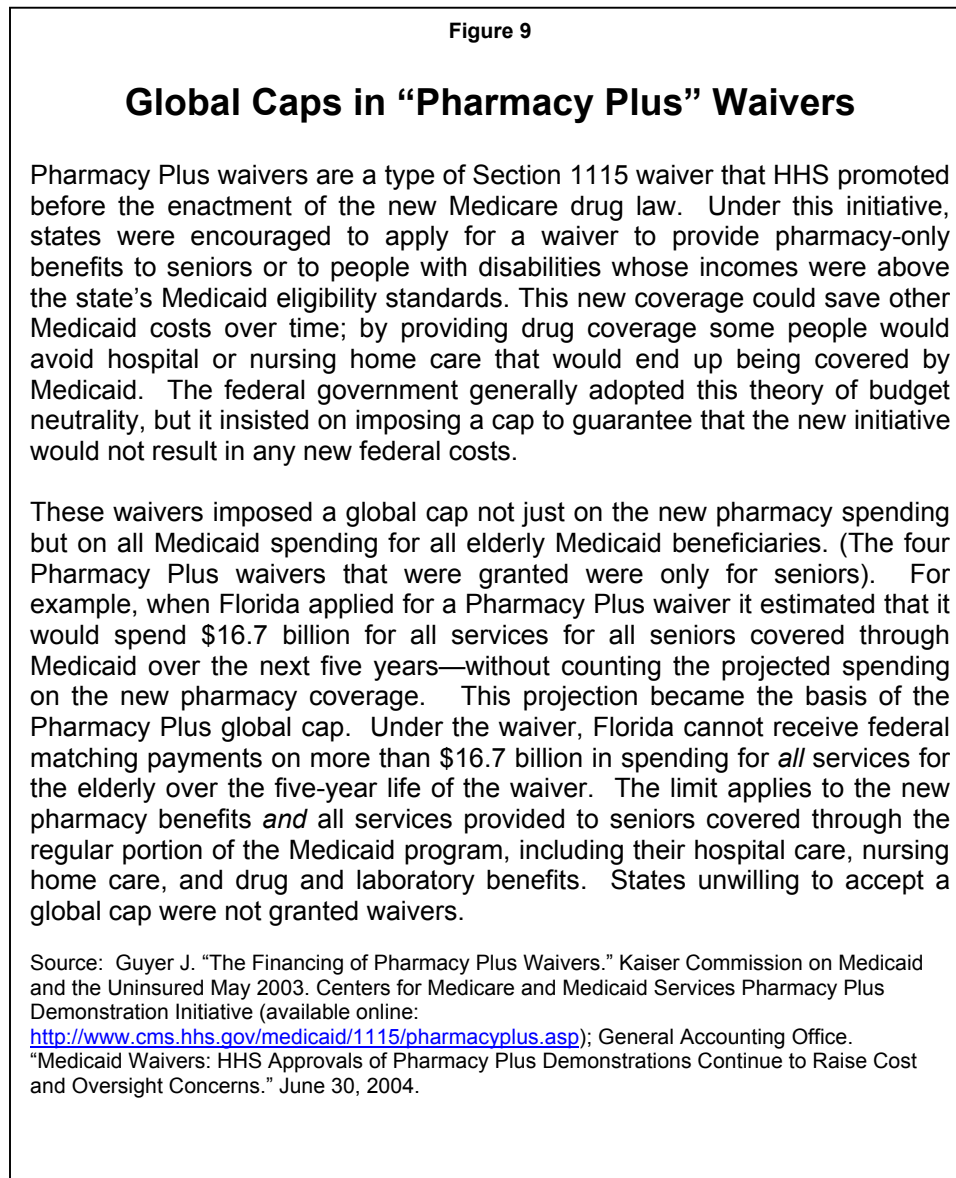 Figure 9
Global Caps in “Pharmacy Plus” Waivers
Pharmacy Plus waivers are a type of Section 1115 waiver that HHS promoted
before the enactment of the new Medicare drug law. Under this initiative,
states were encouraged to apply for a waiver to provide pharmacy-only
benefits to seniors or to people with disabilities whose incomes were above
the state’s Medicaid eligibility standards. This new coverage could save other
Medicaid costs over time; by providing drug coverage some people would
avoid hospital or nursing home care that would end up being covered by
Medicaid. The federal government generally adopted this theory of budget
neutrality, but it insisted on imposing a cap to guarantee that the new initiative
would not result in any new federal costs.
These waivers imposed a global cap not just on the new pharmacy spending
but on all Medicaid spending for all elderly Medicaid beneficiaries. (The four
Pharmacy Plus waivers that were granted were only for seniors). For
example, when Florida applied for a Pharmacy Plus waiver it estimated that it
would spend $16.7 billion for all services for all seniors covered through
Medicaid over the next five years—without counting the projected spending
on the new pharmacy coverage. This projection became the basis of the
Pharmacy Plus global cap. Under the waiver, Florida cannot receive federal
matching payments on more than $16.7 billion in spending for all services for
the elderly over the five-year life of the waiver. The limit applies to the new
pharmacy benefits and all services provided to seniors covered through the
regular portion of the Medicaid program, including their hospital care, nursing
home care, and drug and laboratory benefits. States unwilling to accept a
global cap were not granted waivers.
Source: Guyer J. “The Financing of Pharmacy Plus Waivers.” Kaiser Commission on Medicaid
and the Uninsured May 2003. Centers for Medicare and Medicaid Services Pharmacy Plus
Demonstration Initiative (available online:
http://www.cms.hhs.gov/medicaid/1115/pharmacyplus.asp); General Accounting Office.
“Medicaid Waivers: HHS Approvals of Pharmacy Plus Demonstrations Continue to Raise Cost
and Oversight Concerns.” June 30, 2004.